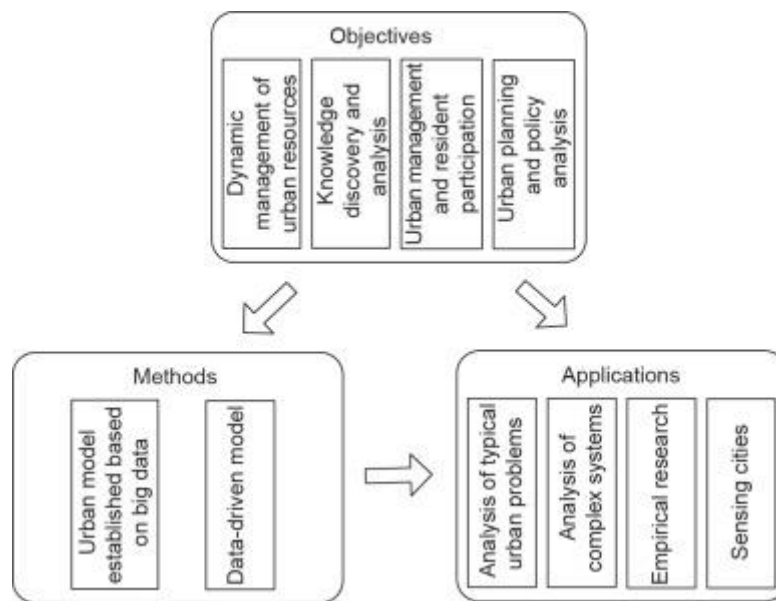 Objectives
Dynamic
management of
urban resources
Knowledge
discovery and
analysis
Urban management
and resident
participation
Urban planning
and policy
analysis
Methods
Urban model
established based
on big data
Data-driven model
Applications
Analysis of typical
urban problems
Analysis of
complex systems
Empirical research
Sensing cities